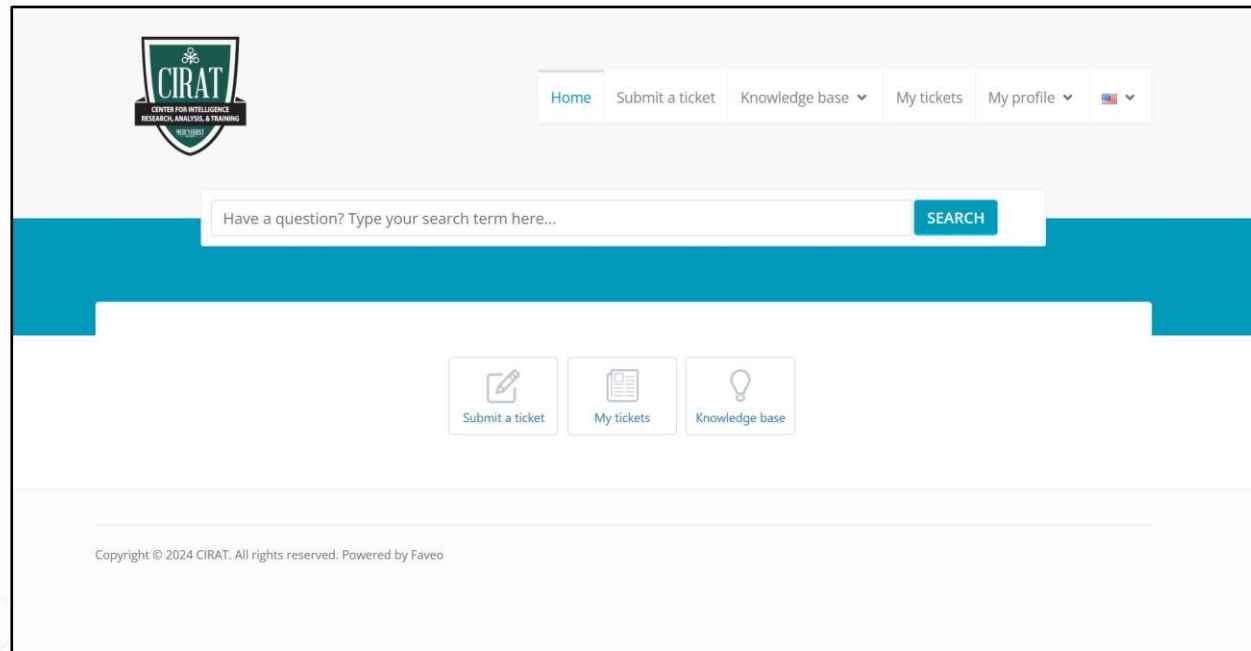 CIRAT
CENTER FOR INTELLIGENCE
RESEARCH, ANALYSIS, & TRAINING
MERCYHURST
Home Submit a ticket Knowledge base My tickets My profile
Have a question? Type your search term here... SEARCH
Submit a ticket My tickets Knowledge base
Copyright © 2024 CIRAT. All rights reserved. Powered by Faveo